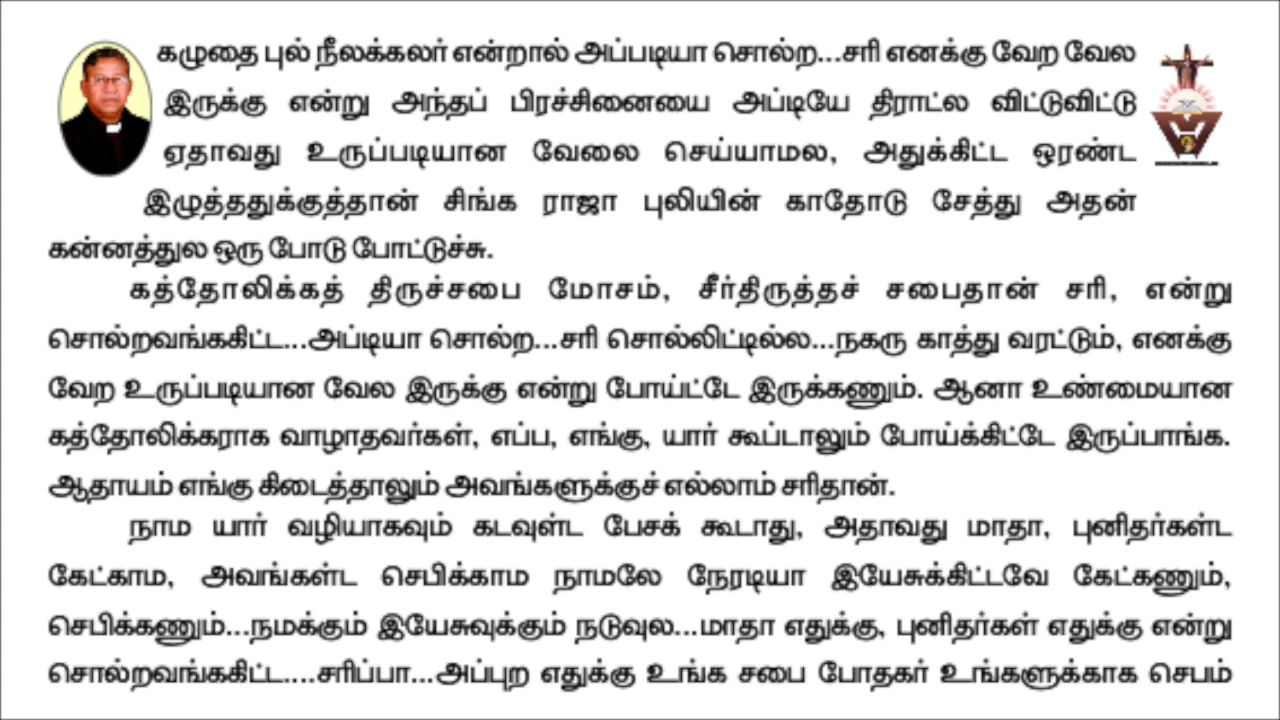 கழுதை புல் நீலக்கலர் என்றால் அப்படியா சொல்ற...சரி எனக்கு வேற வேல
இருக்கு என்று அந்தப் பிரச்சினையை அப்டியே திராட்ல விட்டுவிட்டு
ஏதாவது உருப்படியான வேலை செய்யாமல, அதுக்கிட்ட ஒரண்ட
இழுத்ததுக்குத்தான் சிங்க ராஜா புலியின் காதோடு சேத்து அதன்
கன்னத்துல ஒரு போடு போட்டுச்சு.
கத்தோலிக்கத் திருச்சபை மோசம், சீர்திருத்தச் சபைதான் சரி, என்று
சொல்றவங்ககிட்ட...அப்டியா சொல்ற...சரி சொல்லிட்டில்ல...நகரு காத்து வரட்டும், எனக்கு
வேற உருப்படியான வேல இருக்கு என்று போய்ட்டே இருக்கணும். ஆனா உண்மையான
கத்தோலிக்கராக வாழாதவர்கள், எப்ப, எங்கு, யார் கூப்டாலும் போய்க்கிட்டே இருப்பாங்க.
ஆதாயம் எங்கு கிடைத்தாலும் அவங்களுக்குச் எல்லாம் சரிதான்.
நாம யார் வழியாகவும் கடவுள்ட பேசக் கூடாது, அதாவது மாதா, புனிதர்கள்ட
கேட்காம, அவங்கள்ட செபிக்காம நாமலே நேரடியா இயேசுக்கிட்டவே கேட்கணும்,
செபிக்கணும்...நமக்கும் இயேசுவுக்கும் நடுவுல...மாதா எதுக்கு, புனிதர்கள் எதுக்கு என்று
சொல்றவங்ககிட்ட....சரிப்பா...அப்புற எதுக்கு உங்க சபை போதகர் உங்களுக்காக செபம்